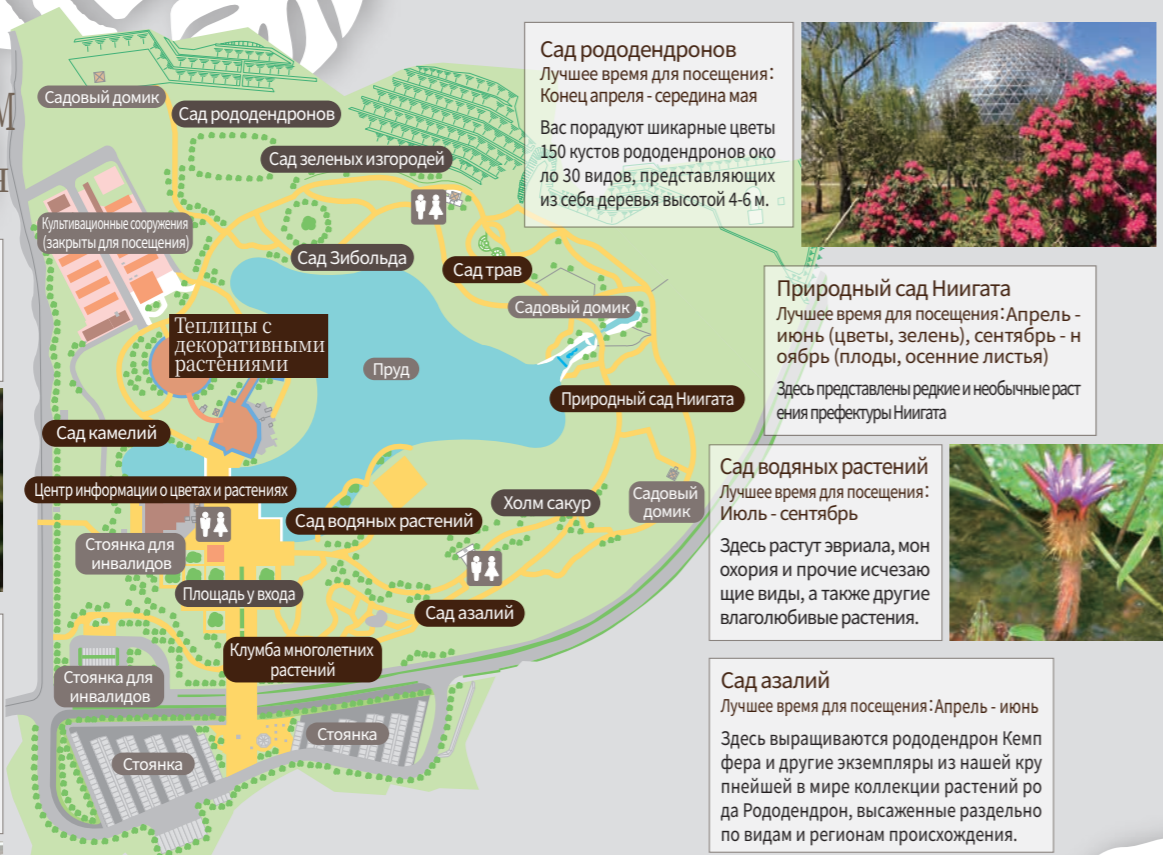 М
я
Садовый домик
Сад рододендронов
Сад зеленых изгородей
Культивационные сооружения
(закрыты для посещения)
Сад Зибольда
Сад трав
Садовый домик
Теплицы с
декоративными
растениями
Пруд
Природный сад Ниигата
Сад камелий
Центр информации о цветах и растениях
Сад водяных растений
Холм сакур
Садовый
домик
Стоянка для
инвалидов
Площадь у входа
Сад азалий
Клумба многолетних
растений
Стоянка для
инвалидов
Стоянка
Стоянка
Сад рододендронов
Лучшее время для посещения:
Конец апреля - середина мая
Вас порадуют шикарные цветы
150 кустов рододендронов око
ло 30 видов, представляющих
из себя деревья высотой 4-6 м.
Природный сад Ниигата
Лучшее время для посещения:Апрель -
июнь (цветы, зелень), сентябрь - н
оябрь (плоды, осенние листья)
Здесь представлены редкие и необычные раст
ения префектуры Ниигата
Сад водяных растений
Лучшее время для посещения:
Июль - сентябрь
Здесь растут эвриала, мон
охория и прочие исчезаю
щие виды, а также другие
влаголюбивые растения.
Сад азалий
Лучшее время для посещения:Апрель - июнь
Здесь выращиваются рододендрон Кемп
фера и другие экземпляры из нашей кру
пнейшей в мире коллекции растений ро
да Рододендрон, высаженные раздельно
по видам и регионам происхождения.